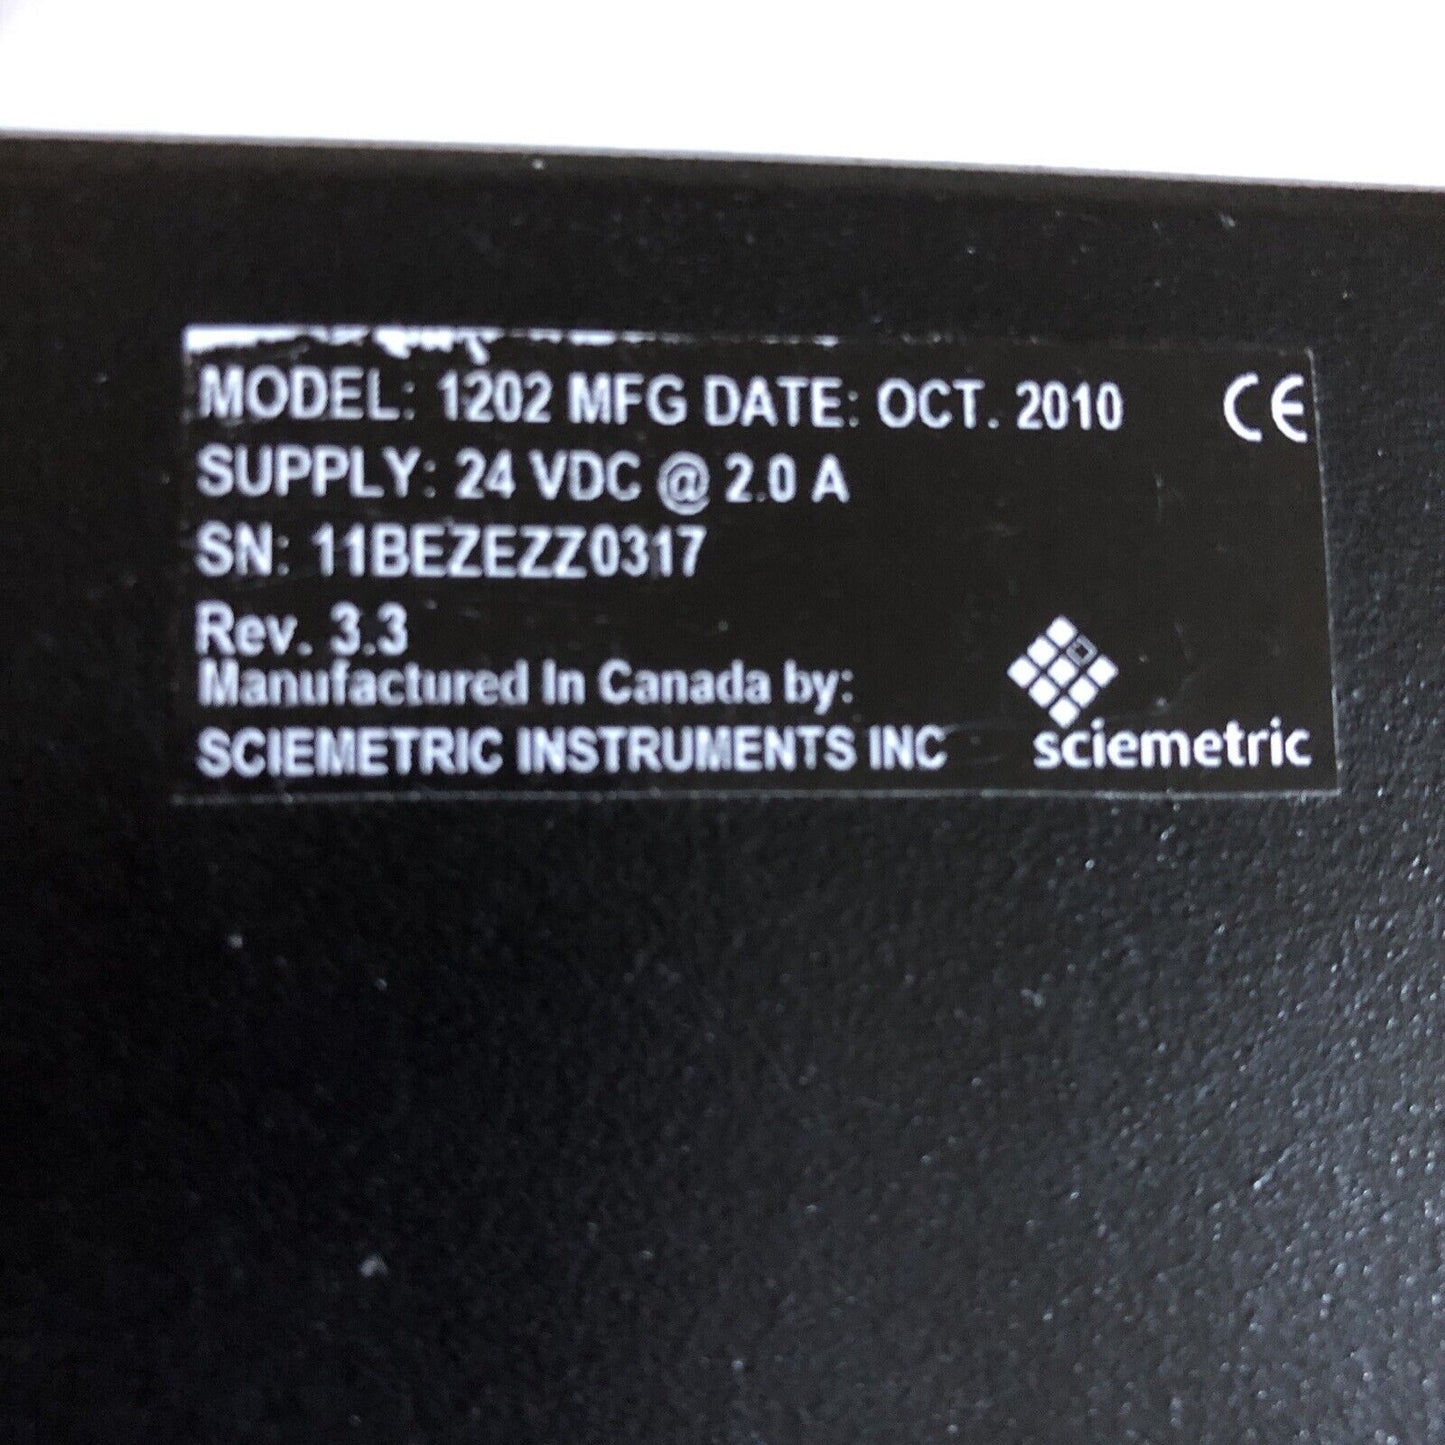 MODEL: 1202 MFG DATE: OCT. 2010 CE
SUPPLY: 24 VDC @ 2.0 A
SN: 11BEZEZZ0317
Rev. 3.3
Manufactured In Canada by:
SCIEMETRIC INSTRUMENTS INC
sciemetric